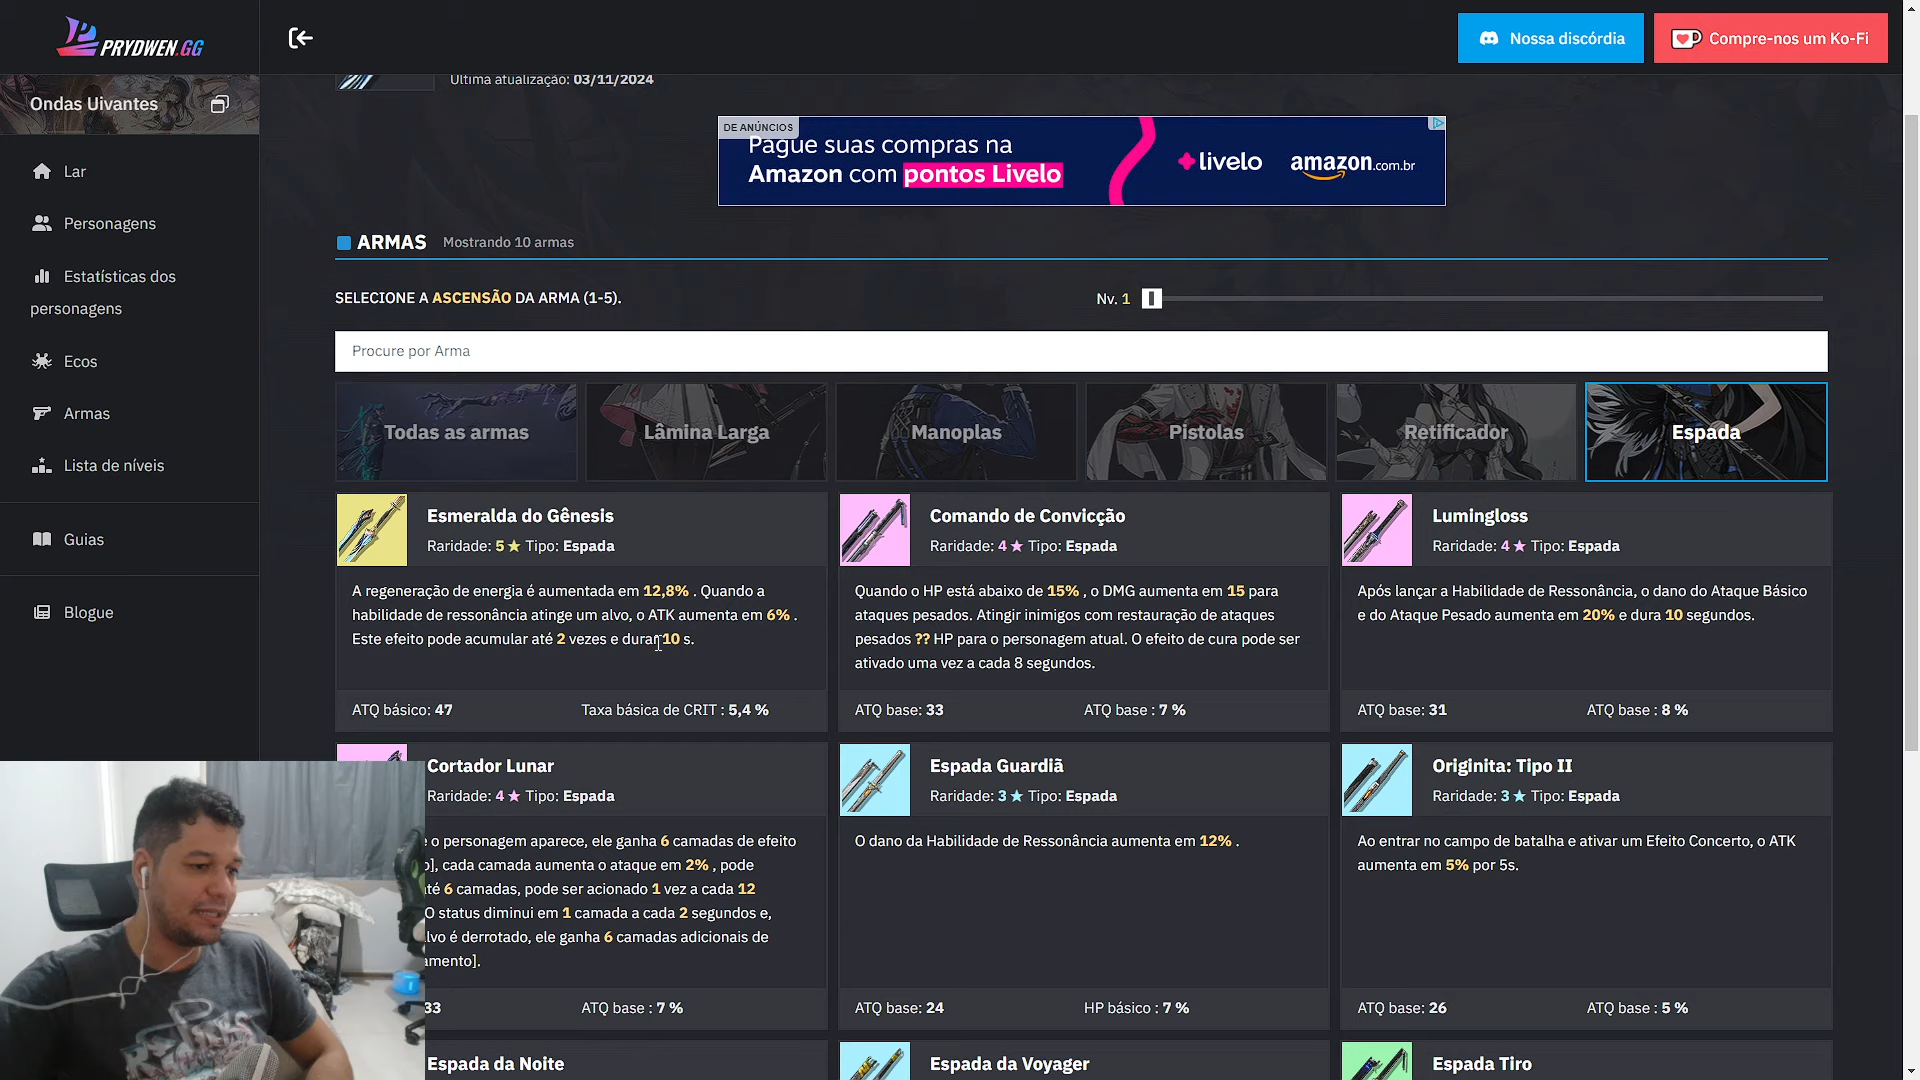 PRYDWEN.GG
Nossa discórdia
Compre-nos um Ko-Fi
Última atualização: 03/11/2024
Ondas Uivantes
Lar
Personagens
Estatísticas dos
personagens
Ecos
Armas
Lista de níveis
Guias
Blogue
DE ANÚNCIOS
Pague suas compras na
Amazon com pontos Livelo
livelo
amazon.com.br
ARMAS Mostrando 10 armas
SELECIONE A ASCENSÃO DA ARMA (1-5).
Nv. 1
Procure por Arma
Todas as armas
Lâmina Larga
Manoplas
Pistolas
Retificador
Espada
Esmeralda do Gênesis
Raridade: 5 ★ Tipo: Espada
A regeneração de energia é aumentada em 12,8% . Quando a
habilidade de ressonância atinge um alvo, o ATK aumenta em 6% .
Este efeito pode acumular até 2 vezes e durar 10 s.
ATQ básico: 47
Taxa básica de CRIT : 5,4 %
Comando de Convicção
Raridade: 4 ★ Tipo: Espada
Quando o HP está abaixo de 15% , o DMG aumenta em 15 para
ataques pesados. Atingir inimigos com restauração de ataques
pesados ?? HP para o personagem atual. O efeito de cura pode ser
ativado uma vez a cada 8 segundos.
ATQ base: 33
ATQ base : 7 %
Lumingloss
Raridade: 4 ★ Tipo: Espada
Após lançar a Habilidade de Ressonância, o dano do Ataque Básico
e do Ataque Pesado aumenta em 20% e dura 10 segundos.
ATQ base: 31
ATQ base : 8 %
Cortador Lunar
Raridade: 4 ★ Tipo: Espada
o personagem aparece, ele ganha 6 camadas de efeito
o], cada camada aumenta o ataque em 2% , pode
té 6 camadas, pode ser acionado 1 vez a cada 12
O status diminui em 1 camada a cada 2 segundos e,
lvo é derrotado, ele ganha 6 camadas adicionais de
amento].
33
ATQ base : 7 %
Espada Guardiã
Raridade: 3 ★ Tipo: Espada
O dano da Habilidade de Ressonância aumenta em 12% .
ATQ base: 24
HP básico : 7 %
Originita: Tipo II
Raridade: 3 ★ Tipo: Espada
Ao entrar no campo de batalha e ativar um Efeito Concerto, o ATK
aumenta em 5% por 5s.
ATQ base: 26
ATQ base : 5 %
Espada da Noite
Espada da Voyager
Espada Tiro